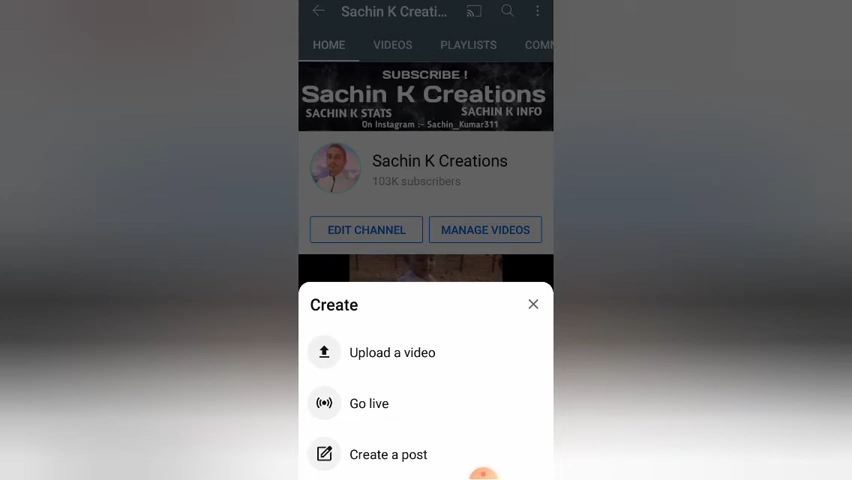 Sachin K Creati...
HOME VIDEOS PLAYLISTS COMM
SUBSCRIBE !
Sachin K Creations
SACHIN K STATS SACHIN K INFO
On Instagram :- Sachin_Kumar311
Sachin K Creations
103K subscribers
EDIT CHANNEL MANAGE VIDEOS
Create
Upload a video
Go live
Create a post